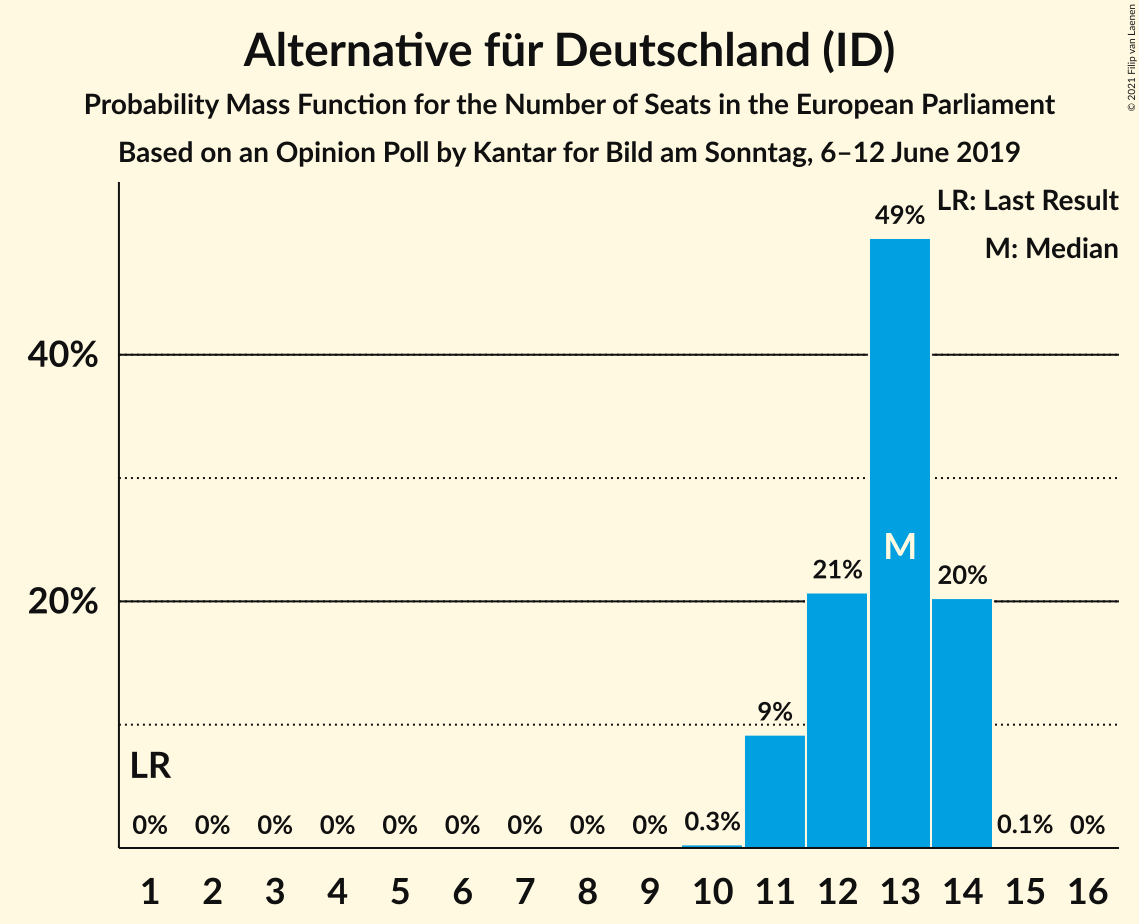 Alternative für Deutschland (ID)
Probability Mass Function for the Number of Seats in the European Parliament
Based on an Opinion Poll by Kantar for Bild am Sonntag, 6–12 June 2019
© 2021 Filip van Laenen
LR: Last Result
M: Median
49%
40%
M
21%
20%
20%
9%
LR
0% 0% 0% 0% 0% 0% 0% 0% 0% 0.3% 0.1% 0%
1 2 3 4 5 6 7 8 9 10 11 12 13 14 15 16